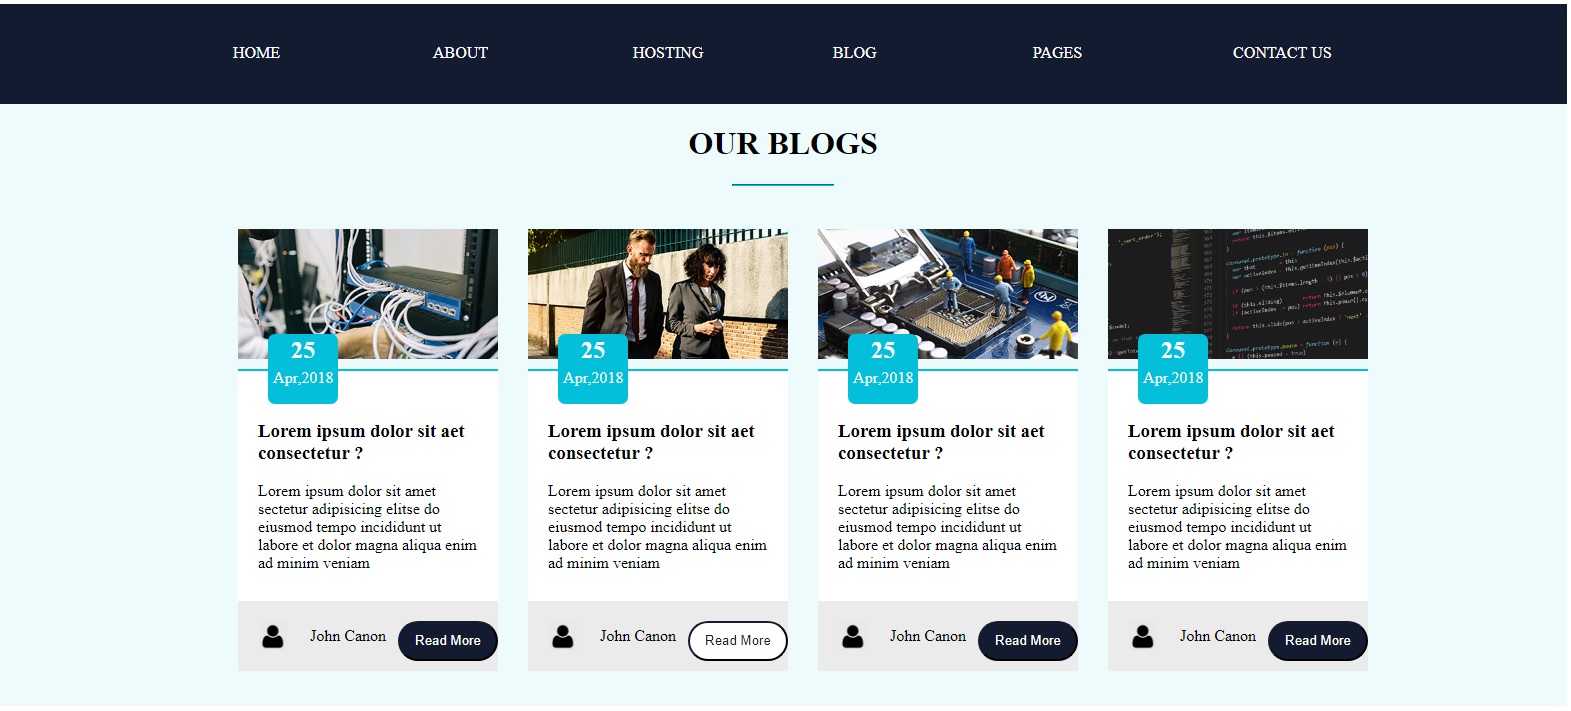 HOME ABOUT HOSTING BLOG PAGES CONTACT US
OUR BLOGS
25
Apr,2018
Lorem ipsum dolor sit aet
consectetur ?
Lorem ipsum dolor sit amet
sectetur adipisicing elitse do
eiusmod tempo incididunt ut
labore et dolor magna aliqua enim
ad minim veniam
John Canon Read More
25
Apr,2018
Lorem ipsum dolor sit aet
consectetur ?
Lorem ipsum dolor sit amet
sectetur adipisicing elitse do
eiusmod tempo incididunt ut
labore et dolor magna aliqua enim
ad minim veniam
John Canon Read More
25
Apr,2018
Lorem ipsum dolor sit aet
consectetur ?
Lorem ipsum dolor sit amet
sectetur adipisicing elitse do
eiusmod tempo incididunt ut
labore et dolor magna aliqua enim
ad minim veniam
John Canon Read More
25
Apr,2018
Lorem ipsum dolor sit aet
consectetur ?
Lorem ipsum dolor sit amet
sectetur adipisicing elitse do
eiusmod tempo incididunt ut
labore et dolor magna aliqua enim
ad minim veniam
John Canon Read More